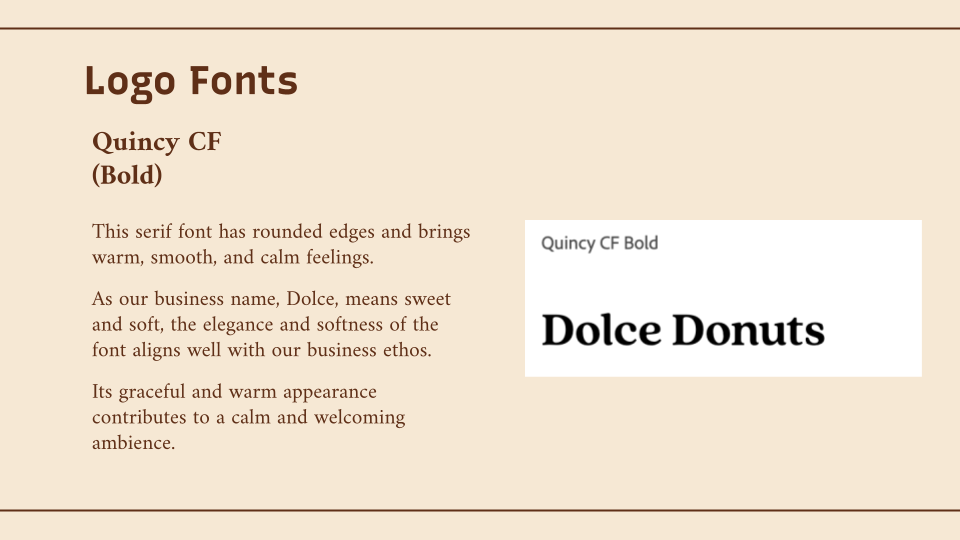 Logo Fonts
Quincy CF
(Bold)
This serif font has rounded edges and brings
warm, smooth, and calm feelings.
As our business name, Dolce, means sweet
and soft, the elegance and softness of the
font aligns well with our business ethos.
Its graceful and warm appearance
contributes to a calm and welcoming
ambience.
Quincy CF Bold
Dolce Donuts